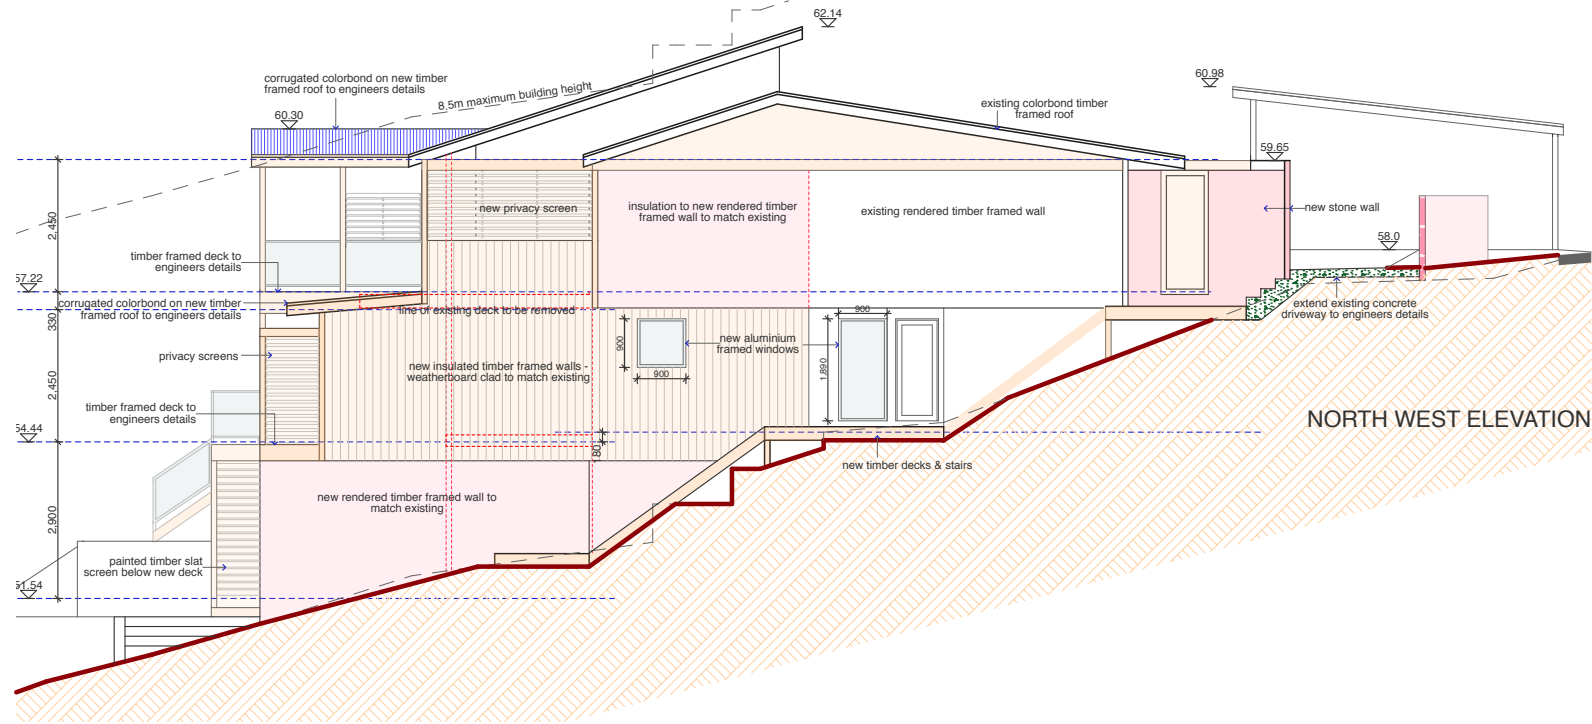 62.14
corrugated colorbond on new timber
framed roof to engineers details
8.5m maximum building height
60.98
existing colorbond timber
framed roof
60.30
59.65
2,450
new privacy screen
insulation to new rendered timber
framed wall to match existing
existing rendered timber framed wall
new stone wall
58.0
timber framed deck to
engineers details
57.22
corrugated colorbond on new timber
framed roof to engineers details
line of existing deck to be removed
900
extend existing concrete
driveway to engineers details
330
privacy screens
900
new aluminium
framed windows
1,890
2,450
new insulated timber framed walls -
weatherboard clad to match existing
900
timber framed deck to
engineers details
NORTH WEST ELEVATION
54.44
180
new timber decks & stairs
new rendered timber framed wall to
match existing
2,900
painted timber slat
screen below new deck
51.54